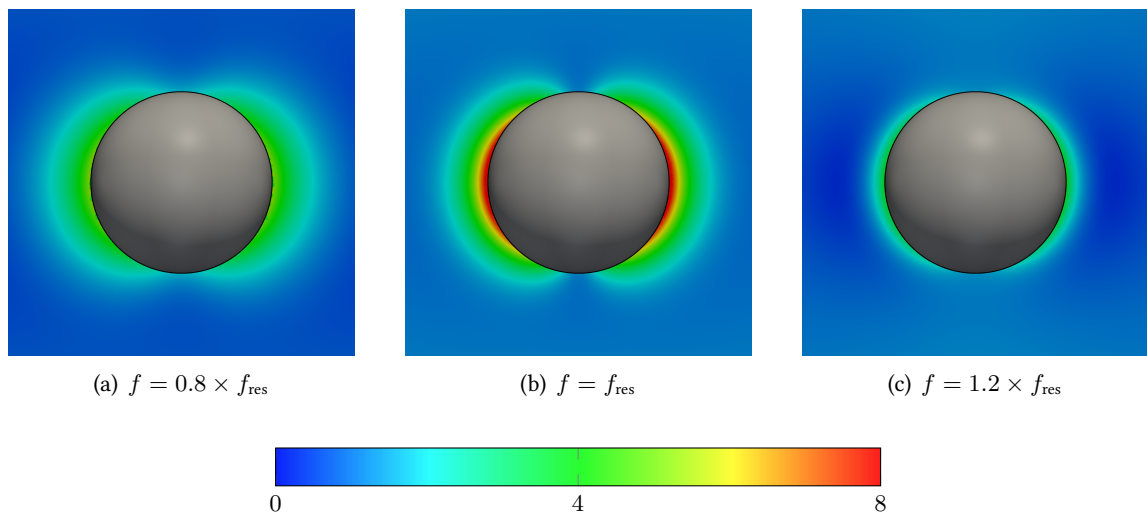 (a) f = 0.8 × f_res (b) f = f_res (c) f = 1.2 × f_res
0 4 8